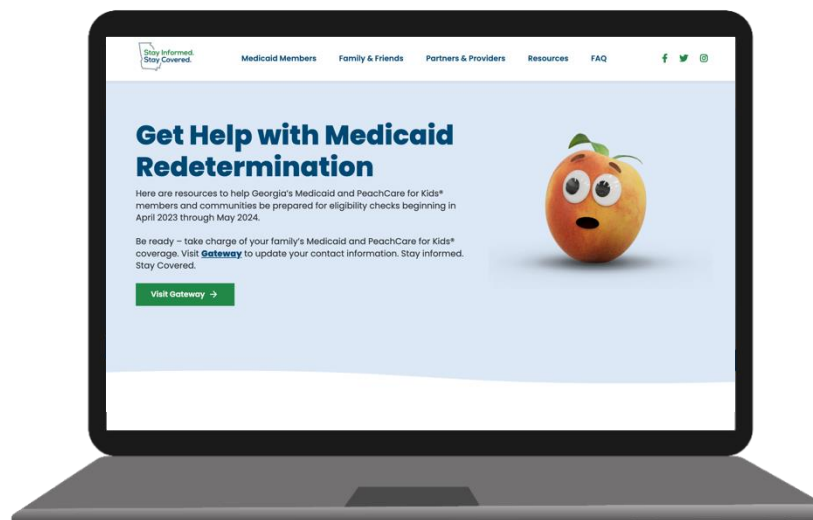 Stay Informed.
Stay Covered.
Medicaid Members Family & Friends Partners & Providers Resources FAQ
Get Help with Medicaid
Redetermination
Here are resources to help Georgia's Medicaid and PeachCare for Kids®
members and communities be prepared for eligibility checks beginning in
April 2023 through May 2024.
Be ready – take charge of your family's Medicaid and PeachCare for Kids®
coverage. Visit Gateway to update your contact information. Stay informed.
Stay Covered.
Visit Gateway →